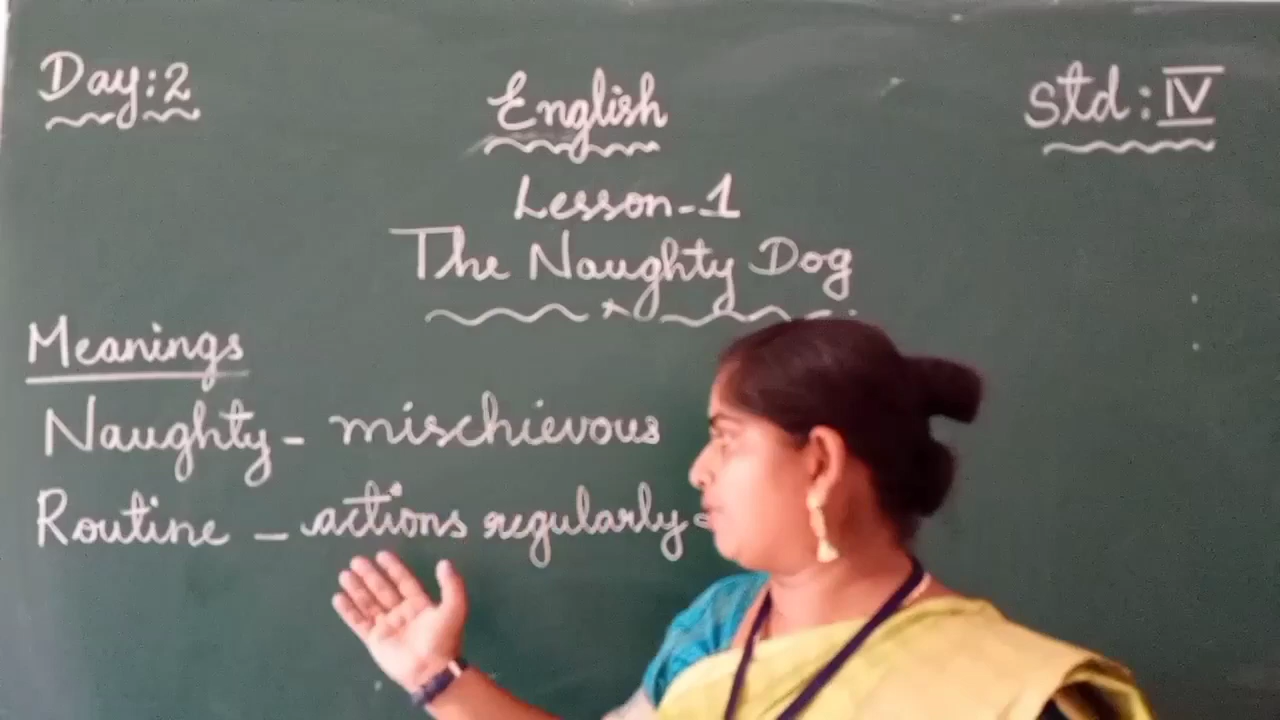 Day:2
English
Std: IV
Lesson-1
The Naughty Dog
Meanings
Naughty - mischievous
Routine - actions regularly